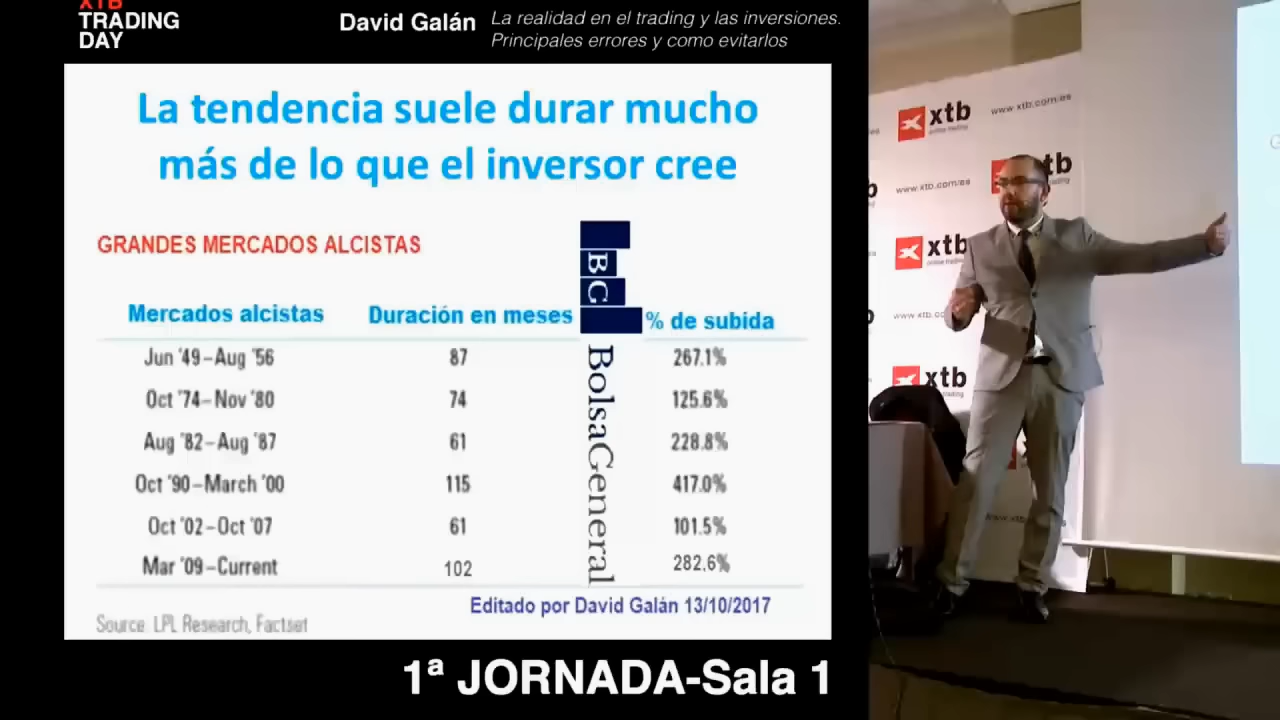 XTB
TRADING
DAY
David Galán
La realidad en el trading y las inversiones.
Principales errores y como evitarlos
La tendencia suele durar mucho
más de lo que el inversor cree
GRANDES MERCADOS ALCISTAS
Mercados alcistas Duración en meses % de subida
Jun '49–Aug '56 87 267.1%
Oct '74–Nov '80 74 125.6%
Aug '82–Aug '87 61 228.8%
Oct '90–March '00 115 417.0%
Oct '02–Oct '07 61 101.5%
Mar '09–Current 102 282,6%
BG
BolsaGeneral
Editado por David Galán 13/10/2017
Source: LPL Research, Factset
1ª JORNADA-Sala 1
xtb
online trading
www.xtb.com/es
www.xtb.com/es
xtb
xtb
online trading
xtb